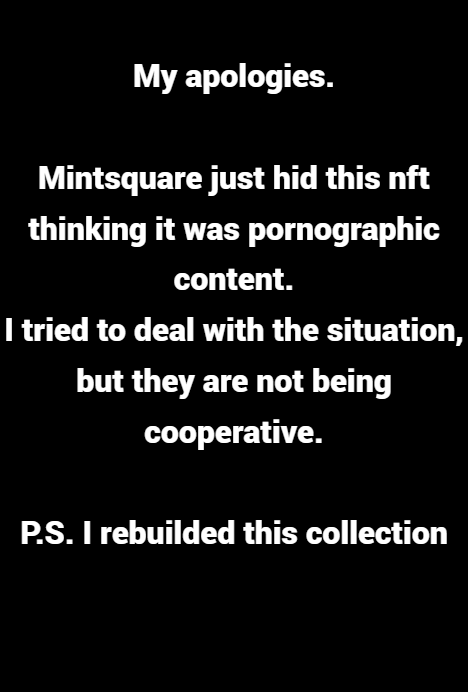 My apologies.
Mintsquare just hid this nft
thinking it was pornographic
content.
I tried to deal with the situation,
but they are not being
cooperative.
P.S. I rebuilded this collection